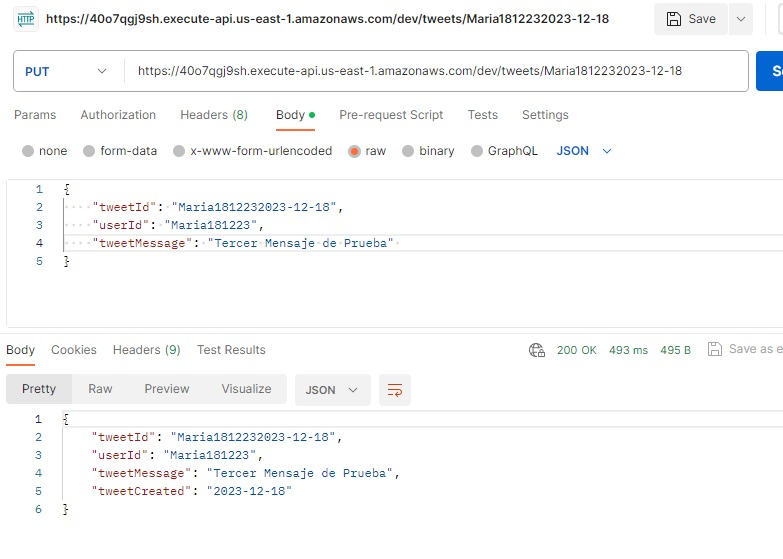 HTTP https://40o7qgj9sh.execute-api.us-east-1.amazonaws.com/dev/tweets/Maria1812232023-12-18 Save
PUT https://40o7qgj9sh.execute-api.us-east-1.amazonaws.com/dev/tweets/Maria1812232023-12-18
Params Authorization Headers (8) Body Pre-request Script Tests Settings
none form-data x-www-form-urlencoded raw binary GraphQL JSON
1 {
2 "tweetId": "Maria1812232023-12-18",
3 "userId": "Maria181223",
4 "tweetMessage": "Tercer Mensaje de Prueba"
5 }
Body Cookies Headers (9) Test Results 200 OK 493 ms 495 B Save as e
Pretty Raw Preview Visualize JSON
1 {
2 "tweetId": "Maria1812232023-12-18",
3 "userId": "Maria181223",
4 "tweetMessage": "Tercer Mensaje de Prueba",
5 "tweetCreated": "2023-12-18"
6 }